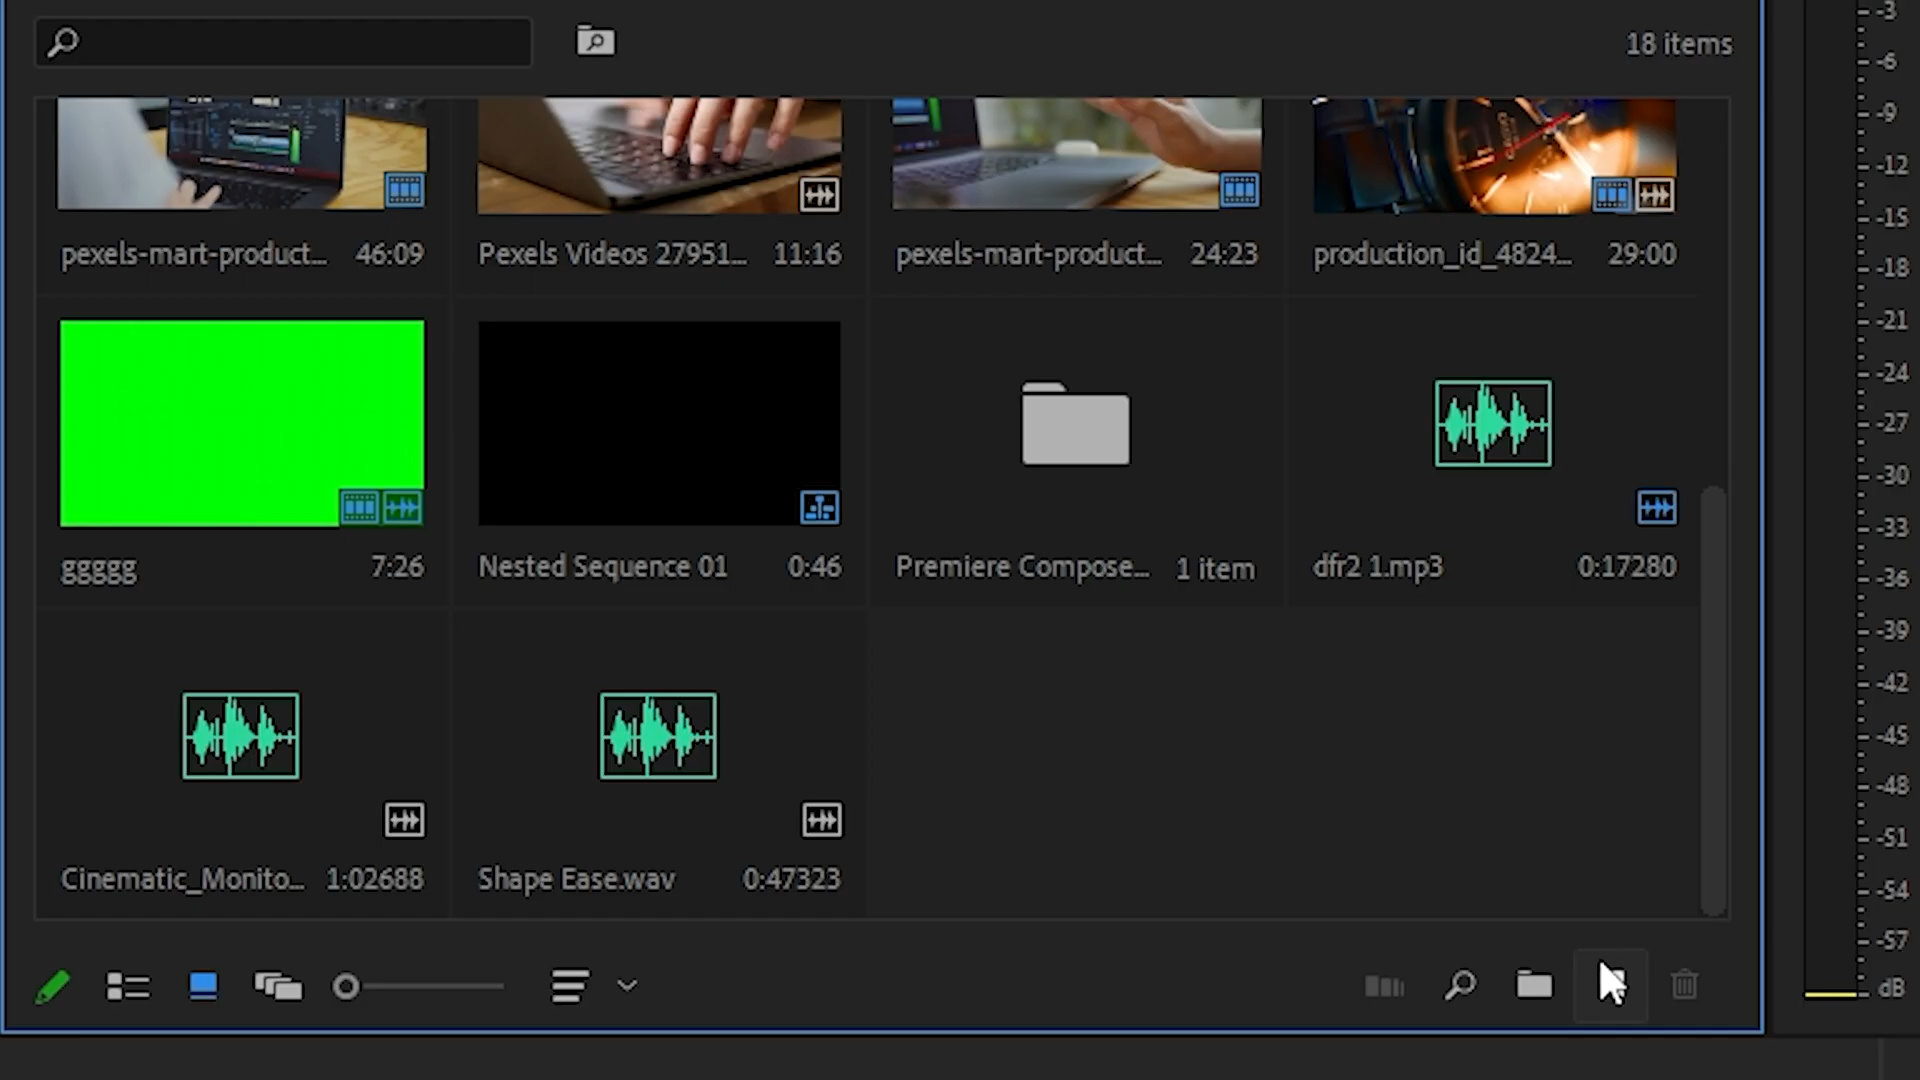 18 items
pexels-mart-product... 46:09
Pexels Videos 27951... 11:16
pexels-mart-product... 24:23
production_id_4824... 29:00
ggggg 7:26
Nested Sequence 01 0:46
Premiere Compose... 1 item
dfr2 1.mp3 0:17280
Cinematic_Monito... 1:02688
Shape Ease.wav 0:47323
-3
-6
-9
-12
-15
-18
-21
-24
-27
-30
-33
-36
-39
-42
-45
-48
-51
-54
-57
dB